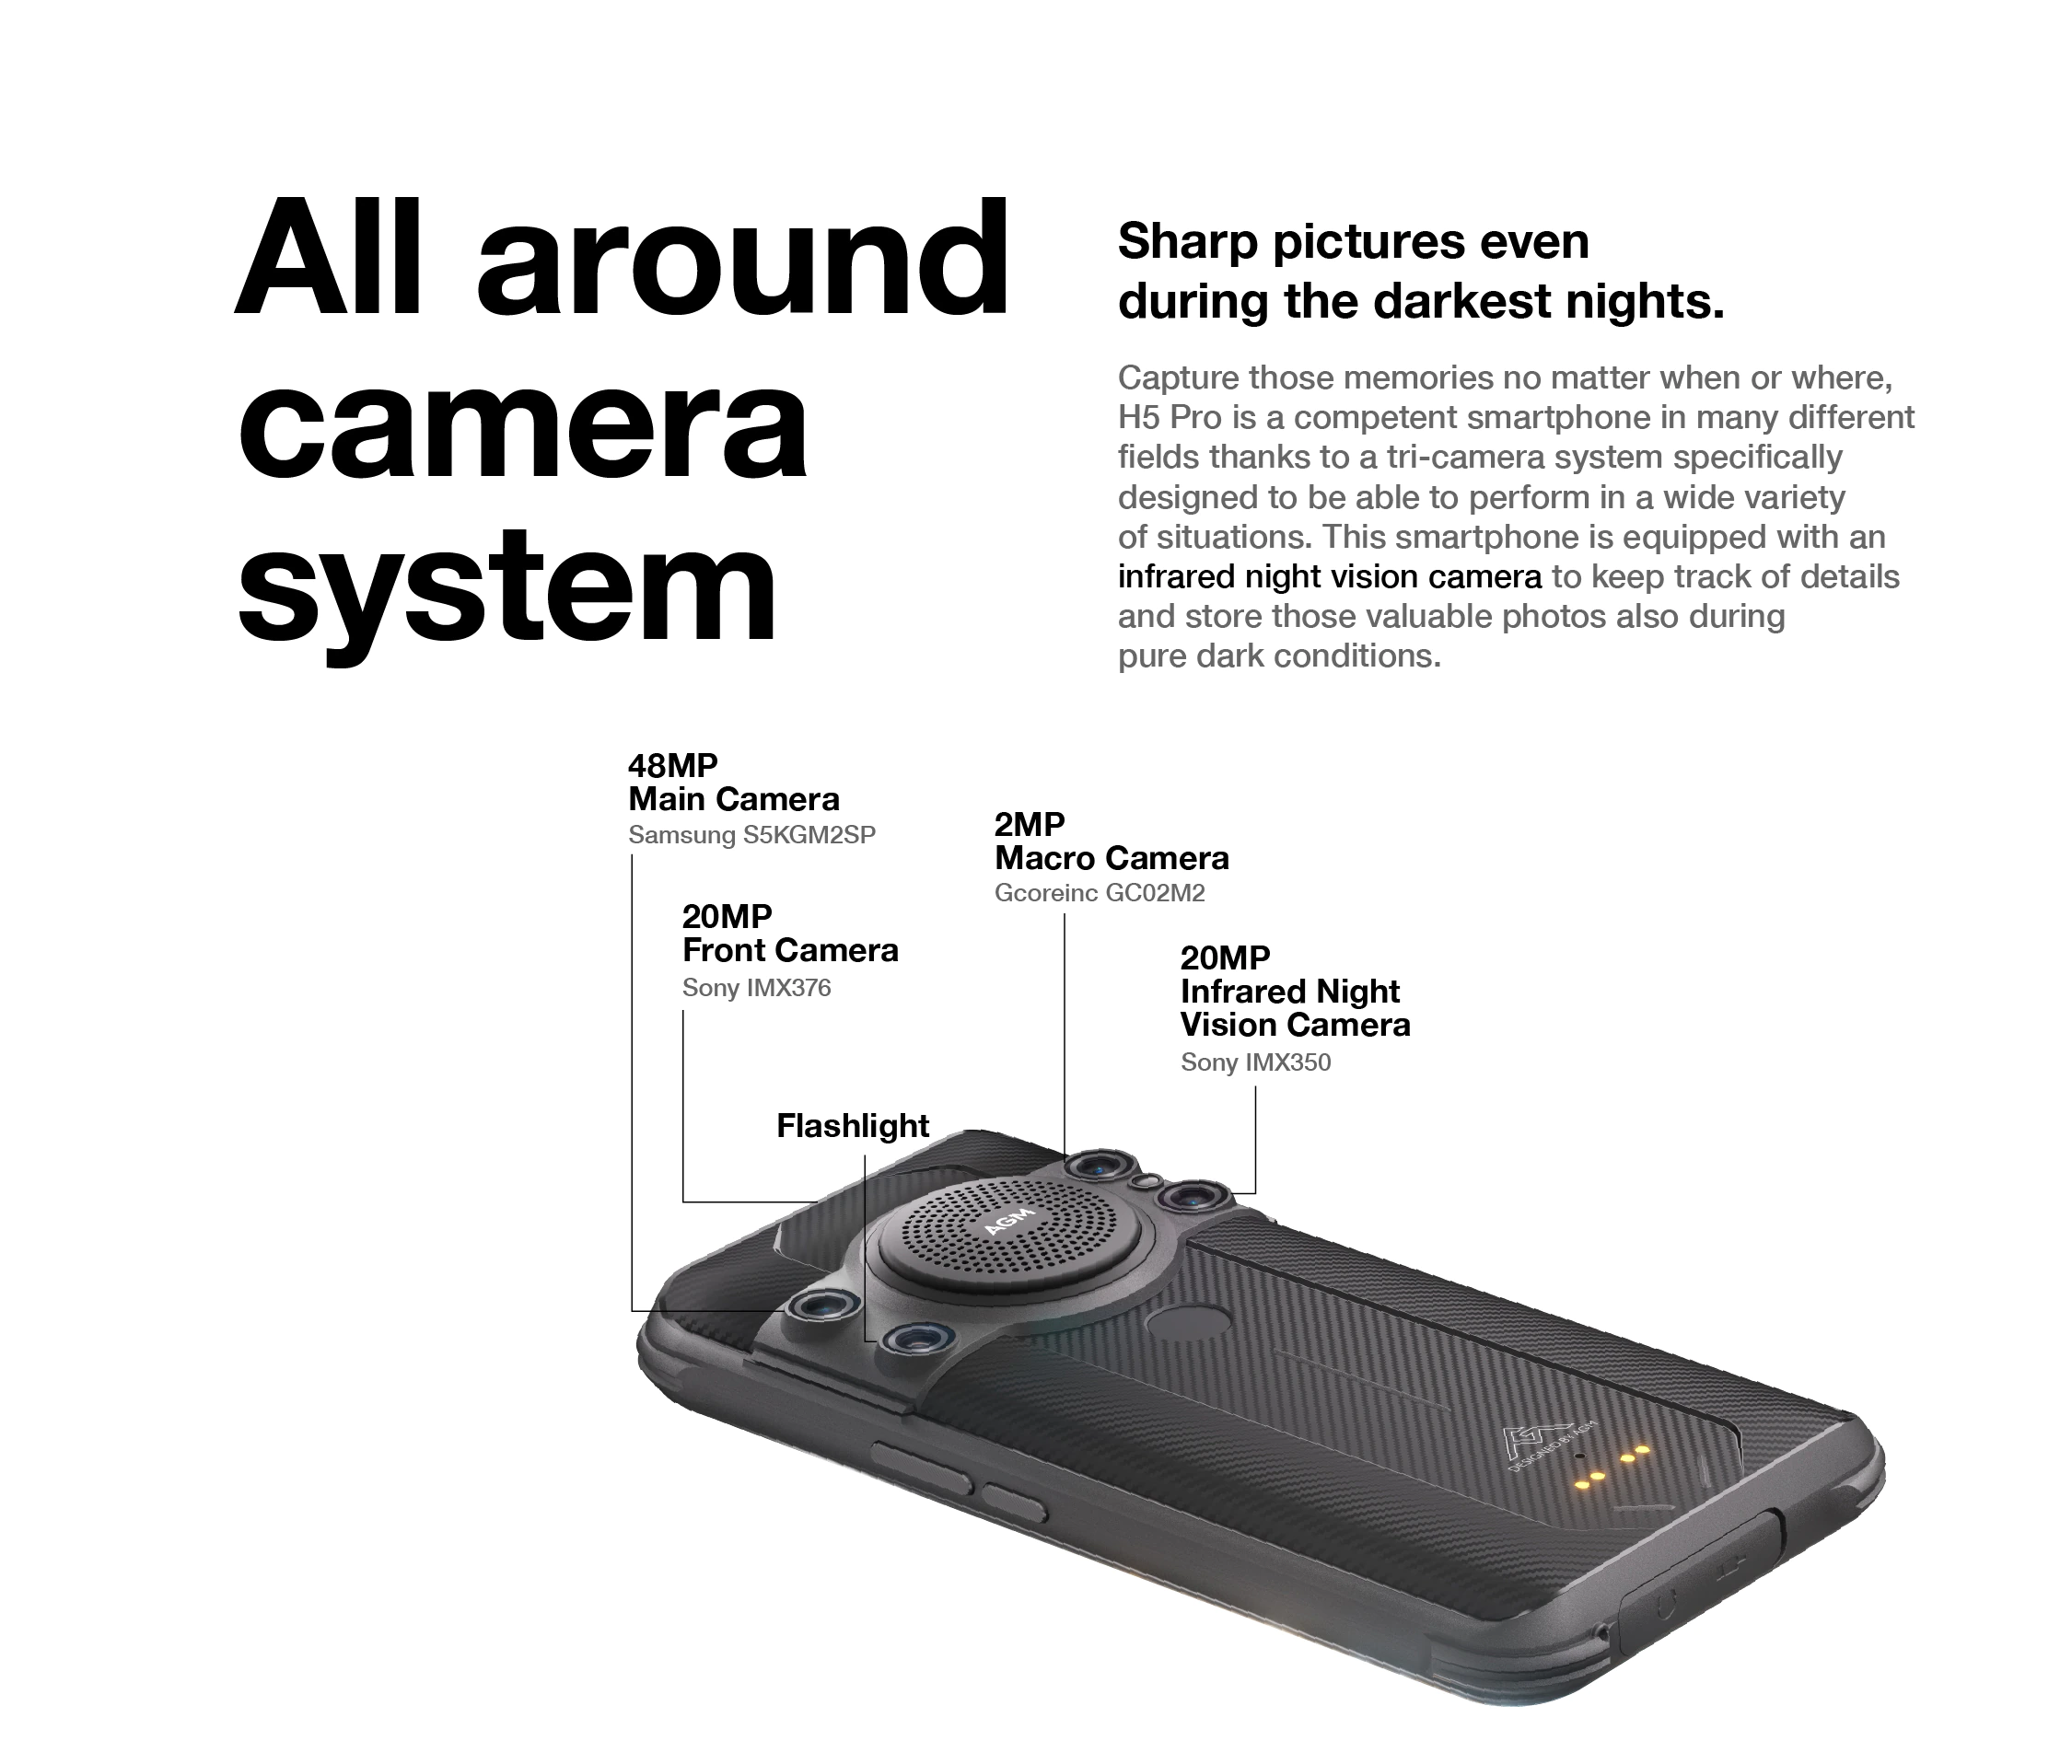 All around
camera
system
Sharp pictures even
during the darkest nights.
Capture those memories no matter when or where,
H5 Pro is a competent smartphone in many different
fields thanks to a tri-camera system specifically
designed to be able to perform in a wide variety
of situations. This smartphone is equipped with an
infrared night vision camera to keep track of details
and store those valuable photos also during
pure dark conditions.
48MP
Main Camera
Samsung S5KGM2SP
2MP
Macro Camera
Gcoreinc GC02M2
20MP
Front Camera
Sony IMX376
20MP
Infrared Night
Vision Camera
Sony IMX350
Flashlight
AGM
DESIGNED BY AGM